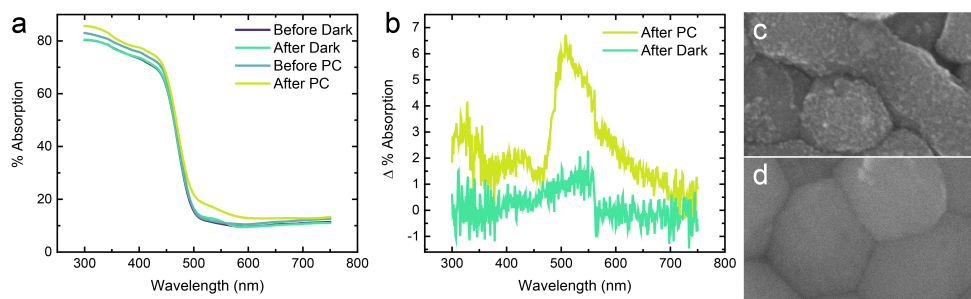 a
Before Dark
After Dark
Before PC
After PC
80
60
40
20
0
300 400 500 600 700 800
% Absorption
Wavelength (nm)
b
After PC
After Dark
7
6
5
4
3
2
1
0
-1
300 400 500 600 700 800
Δ % Absorption
Wavelength (nm)
c
d